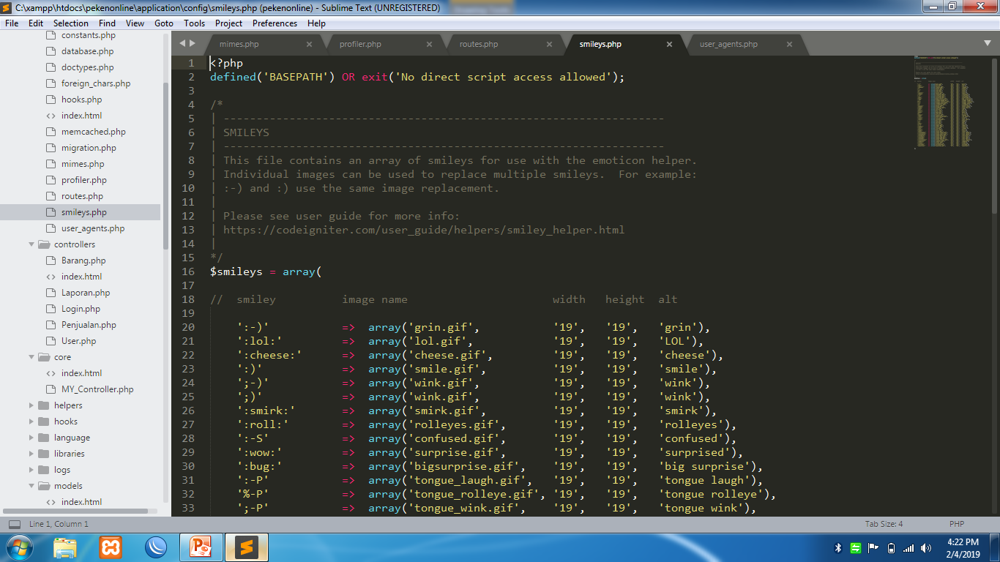 C:\xampp\htdocs\pekenonline\application\config\smileys.php (pekenonline) - Sublime Text (UNREGISTERED)
File Edit Selection Find View Goto Tools Project Preferences Help
constants.php
database.php
doctypes.php
foreign_chars.php
hooks.php
<> index.html
memcached.php
migration.php
mimes.php
profiler.php
routes.php
smileys.php
user_agents.php
controllers
Barang.php
<> index.html
Laporan.php
Login.php
Penjualan.php
User.php
core
<> index.html
MY_Controller.php
helpers
hooks
language
libraries
logs
models
<> index.html
mimes.php × profiler.php × routes.php × smileys.php × user_agents.php ×
1 <?php
2 defined('BASEPATH') OR exit('No direct script access allowed');
3
4 /*
5 | -------------------------------------------------------------------
6 | SMILEYS
7 | -------------------------------------------------------------------
8 | This file contains an array of smileys for use with the emoticon helper.
9 | Individual images can be used to replace multiple smileys.  For example:
10 | :-) and :) use the same image replacement.
11 |
12 | Please see user guide for more info:
13 | https://codeigniter.com/user_guide/helpers/smiley_helper.html
14 |
15 */
16 $smileys = array(
17
18 //  smiley          image name                      width   height  alt
19
20     ':-)'           =>  array('grin.gif',           '19',   '19',   'grin'),
21     ':lol:'         =>  array('lol.gif',            '19',   '19',   'LOL'),
22     ':cheese:'      =>  array('cheese.gif',         '19',   '19',   'cheese'),
23     ':)'            =>  array('smile.gif',          '19',   '19',   'smile'),
24     ';-)'           =>  array('wink.gif',           '19',   '19',   'wink'),
25     ';)'            =>  array('wink.gif',           '19',   '19',   'wink'),
26     ':smirk:'       =>  array('smirk.gif',          '19',   '19',   'smirk'),
27     ':roll:'        =>  array('rolleyes.gif',       '19',   '19',   'rolleyes'),
28     ':-S'           =>  array('confused.gif',       '19',   '19',   'confused'),
29     ':wow:'         =>  array('surprise.gif',       '19',   '19',   'surprised'),
30     ':bug:'         =>  array('bigsurprise.gif',    '19',   '19',   'big surprise'),
31     ':-P'           =>  array('tongue_laugh.gif',   '19',   '19',   'tongue laugh'),
32     '%-P'           =>  array('tongue_rolleye.gif', '19',   '19',   'tongue rolleye'),
33     ';-P'           =>  array('tongue_wink.gif',    '19',   '19',   'tongue wink'),
Line 1, Column 1 Tab Size: 4 PHP
4:22 PM
2/4/2019